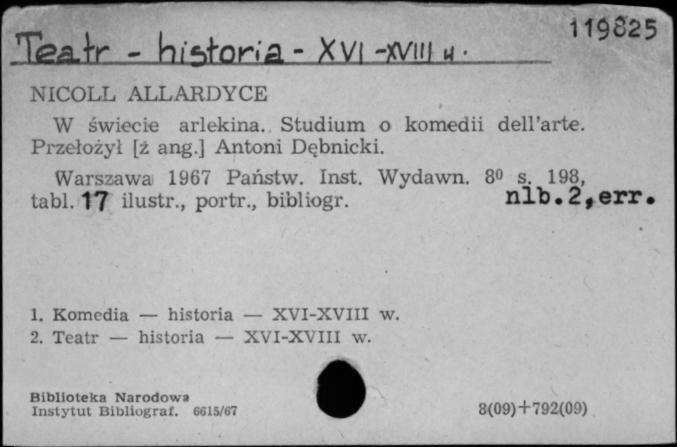 119825
Teatr - historia - XVI-XVIII w.
NICOLL ALLARDYCE
W świecie arlekina. Studium o komedii dell'arte.
Przełożył [z ang.] Antoni Dębnicki.
Warszawa 1967 Państw. Inst. Wydawn. 8⁰ s. 198,
tabl. 17 ilustr., portr., bibliogr. nlb.2,err.
1. Komedia — historia — XVI-XVIII w.
2. Teatr — historia — XVI-XVIII w.
Biblioteka Narodowa
Instytut Bibliograf. 6615/67 8(09)+792(09)